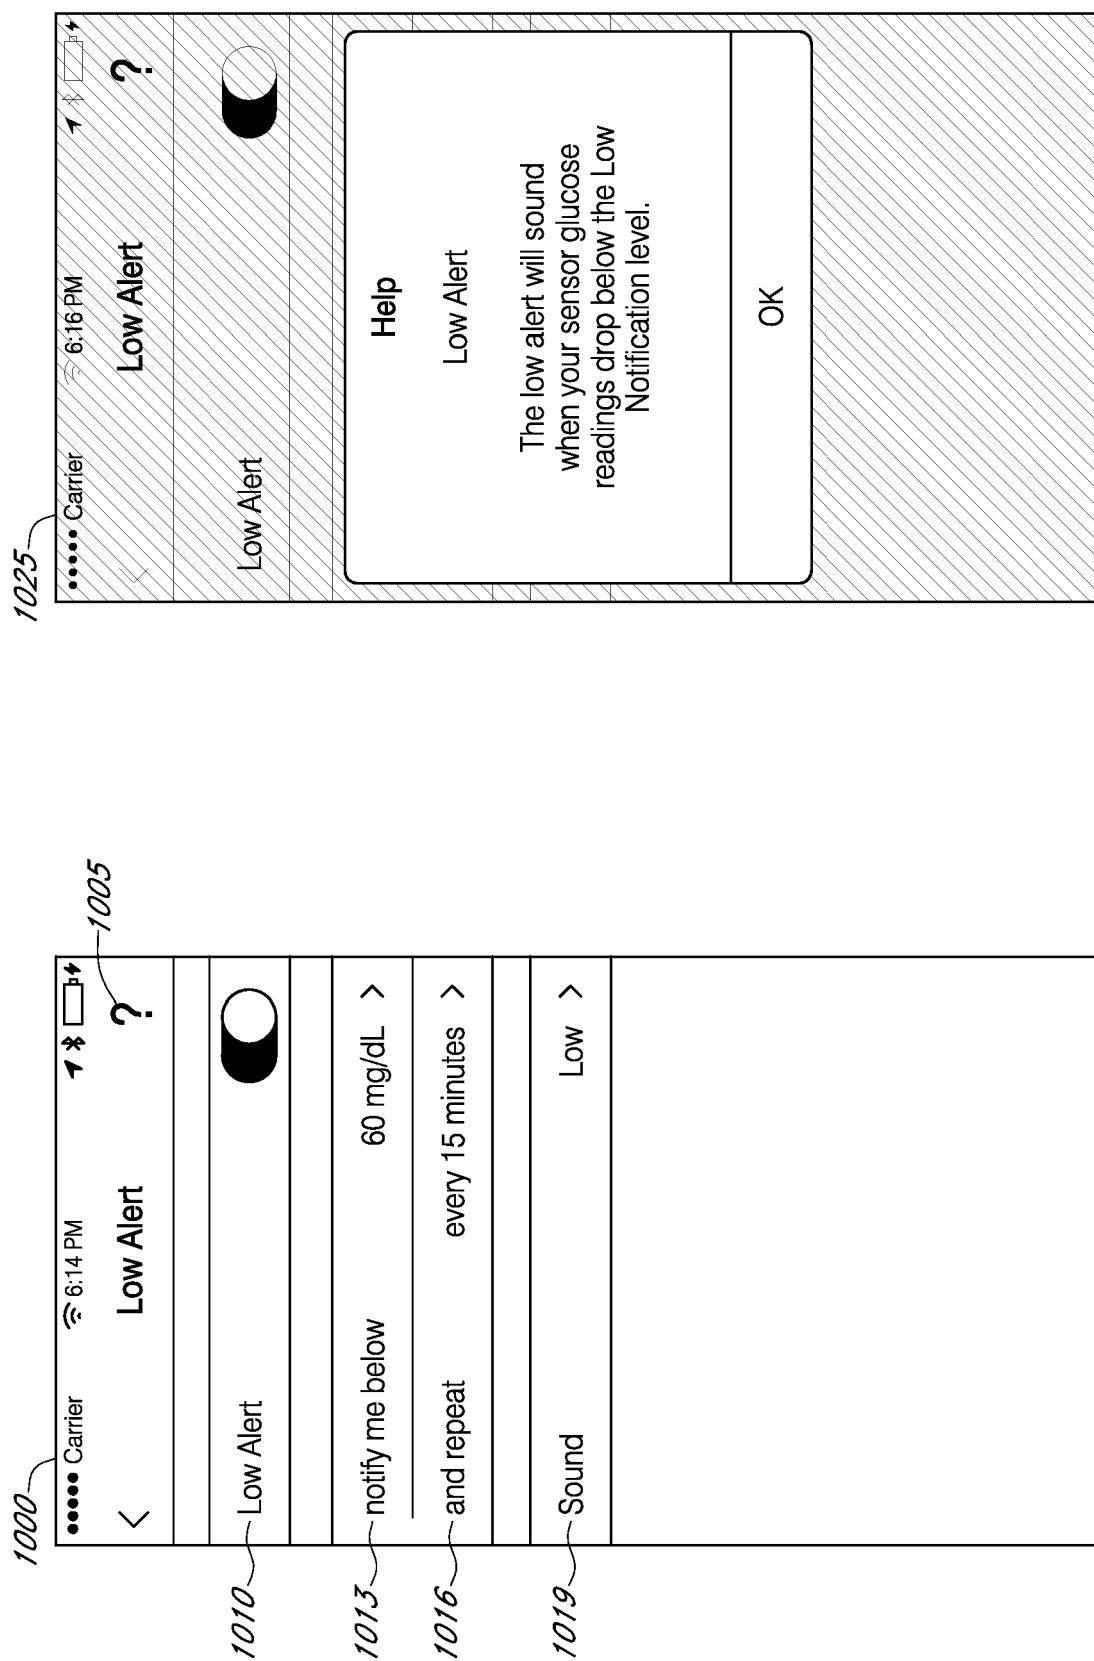 1000
••••• Carrier 6:14 PM
< Low Alert ?
1005
1010 Low Alert
1013 notify me below 60 mg/dL >
1016 and repeat every 15 minutes >
1019 Sound Low >
1025
••••• Carrier 6:16 PM
< Low Alert ?
Low Alert
Help
Low Alert
The low alert will sound
when your sensor glucose
readings drop below the Low
Notification level.
OK